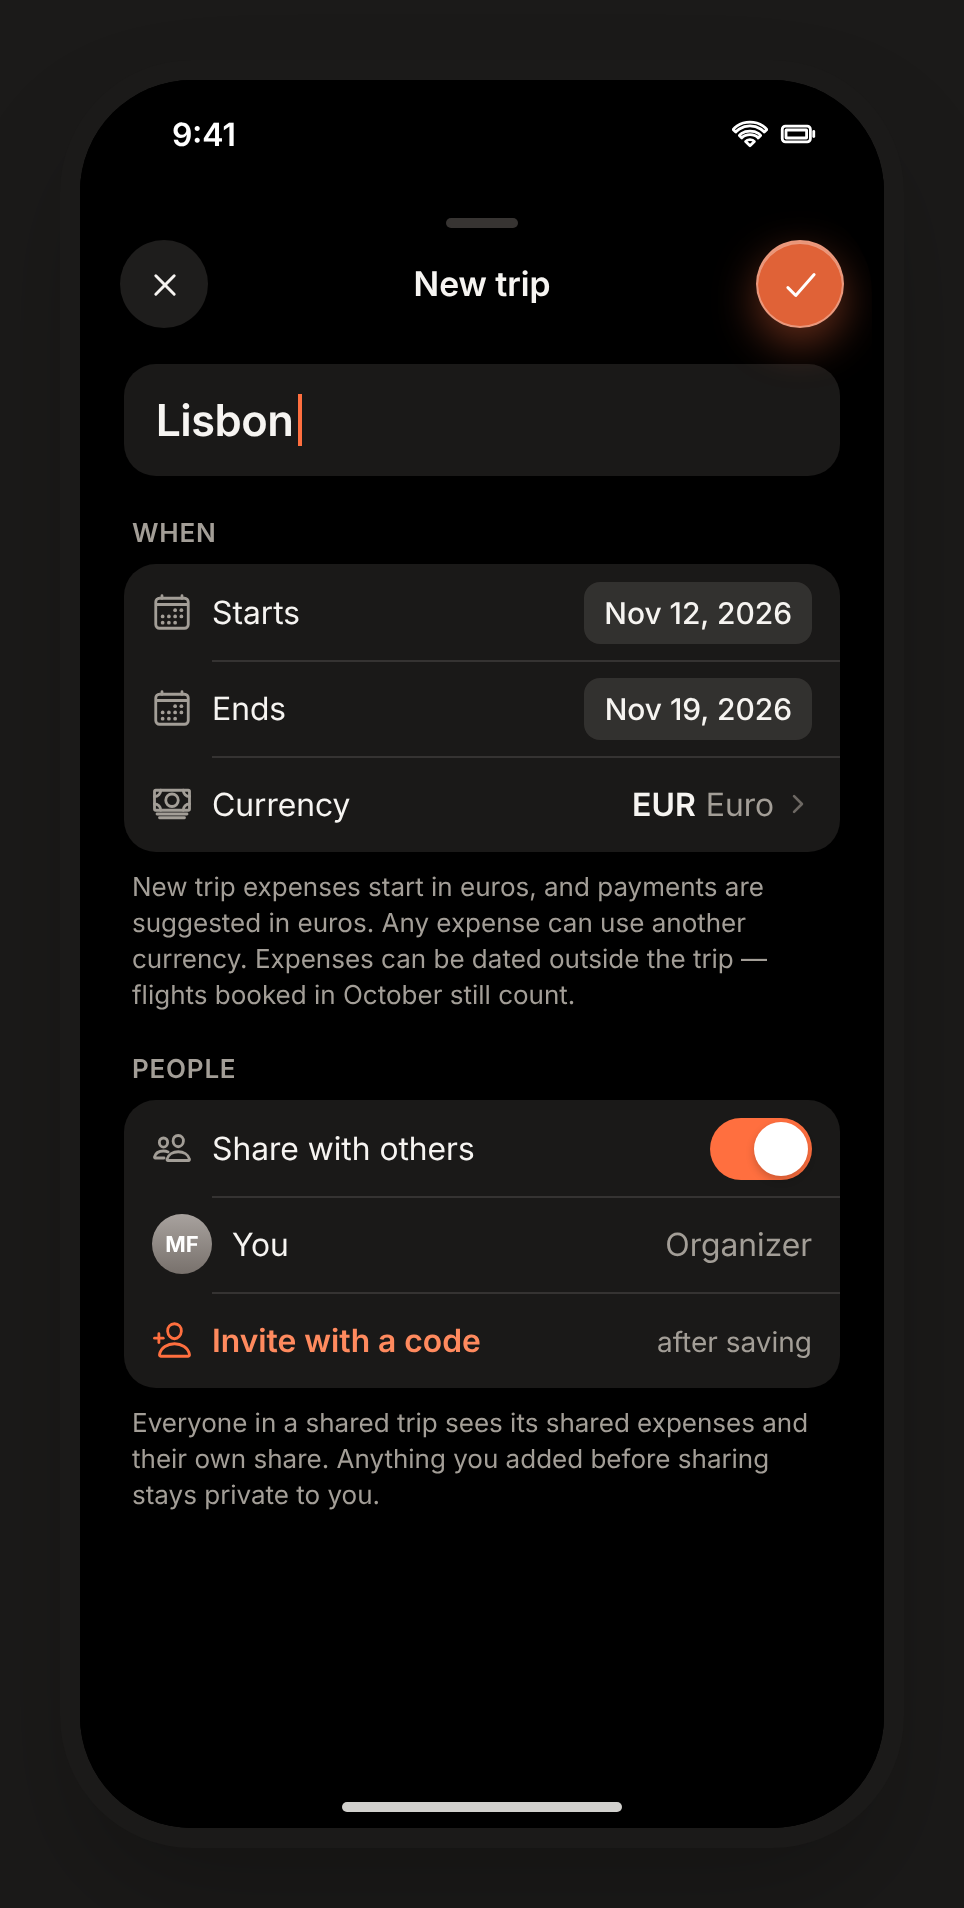 9:41
New trip
Lisbon
WHEN
Starts
Nov 12, 2026
Ends
Nov 19, 2026
Currency
EUR Euro
New trip expenses start in euros, and payments are
suggested in euros. Any expense can use another
currency. Expenses can be dated outside the trip —
flights booked in October still count.
PEOPLE
Share with others
MF
You
Organizer
Invite with a code
after saving
Everyone in a shared trip sees its shared expenses and
their own share. Anything you added before sharing
stays private to you.